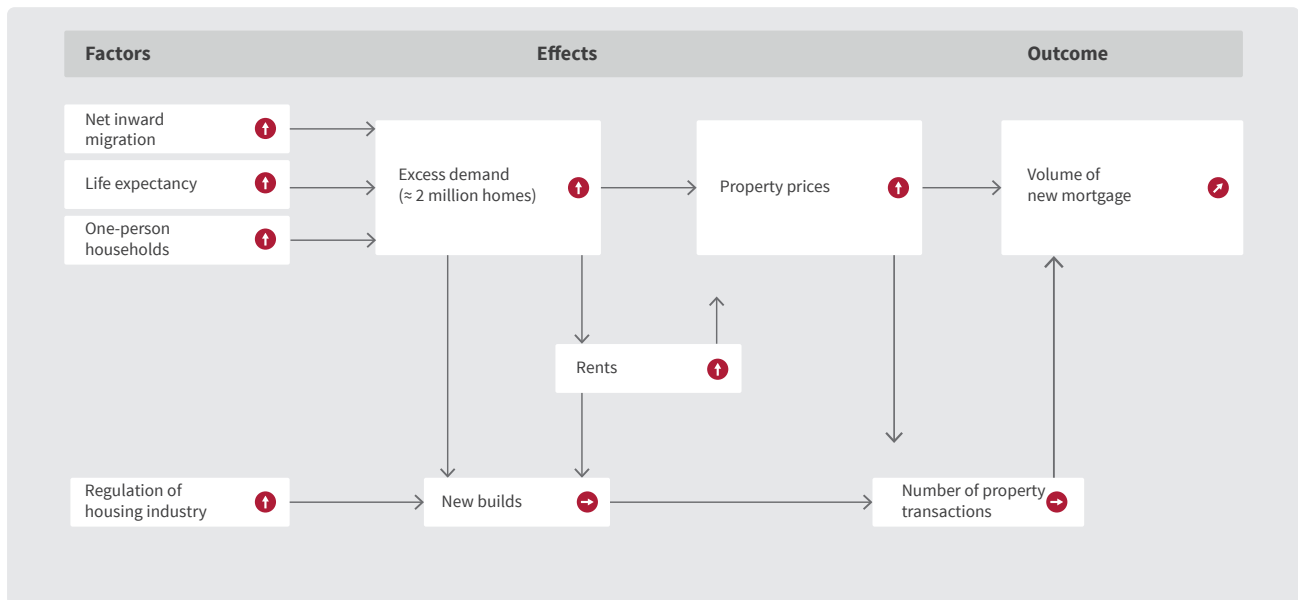 Factors
Effects
Outcome
Net inward
migration
Life expectancy
One-person
households
Excess demand
(≈ 2 million homes)
Property prices
Volume of
new mortgage
Rents
Regulation of
housing industry
New builds
Number of property
transactions